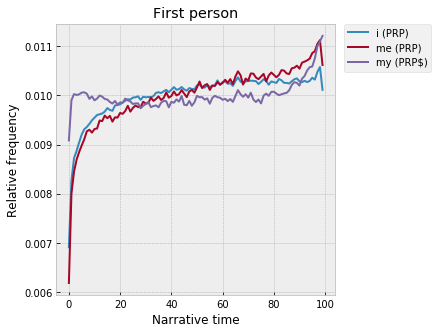 First person
i (PRP)
me (PRP)
my (PRP$)
Relative frequency
0.011
0.010
0.009
0.008
0.007
0.006
0
20
40
60
80
100
Narrative time